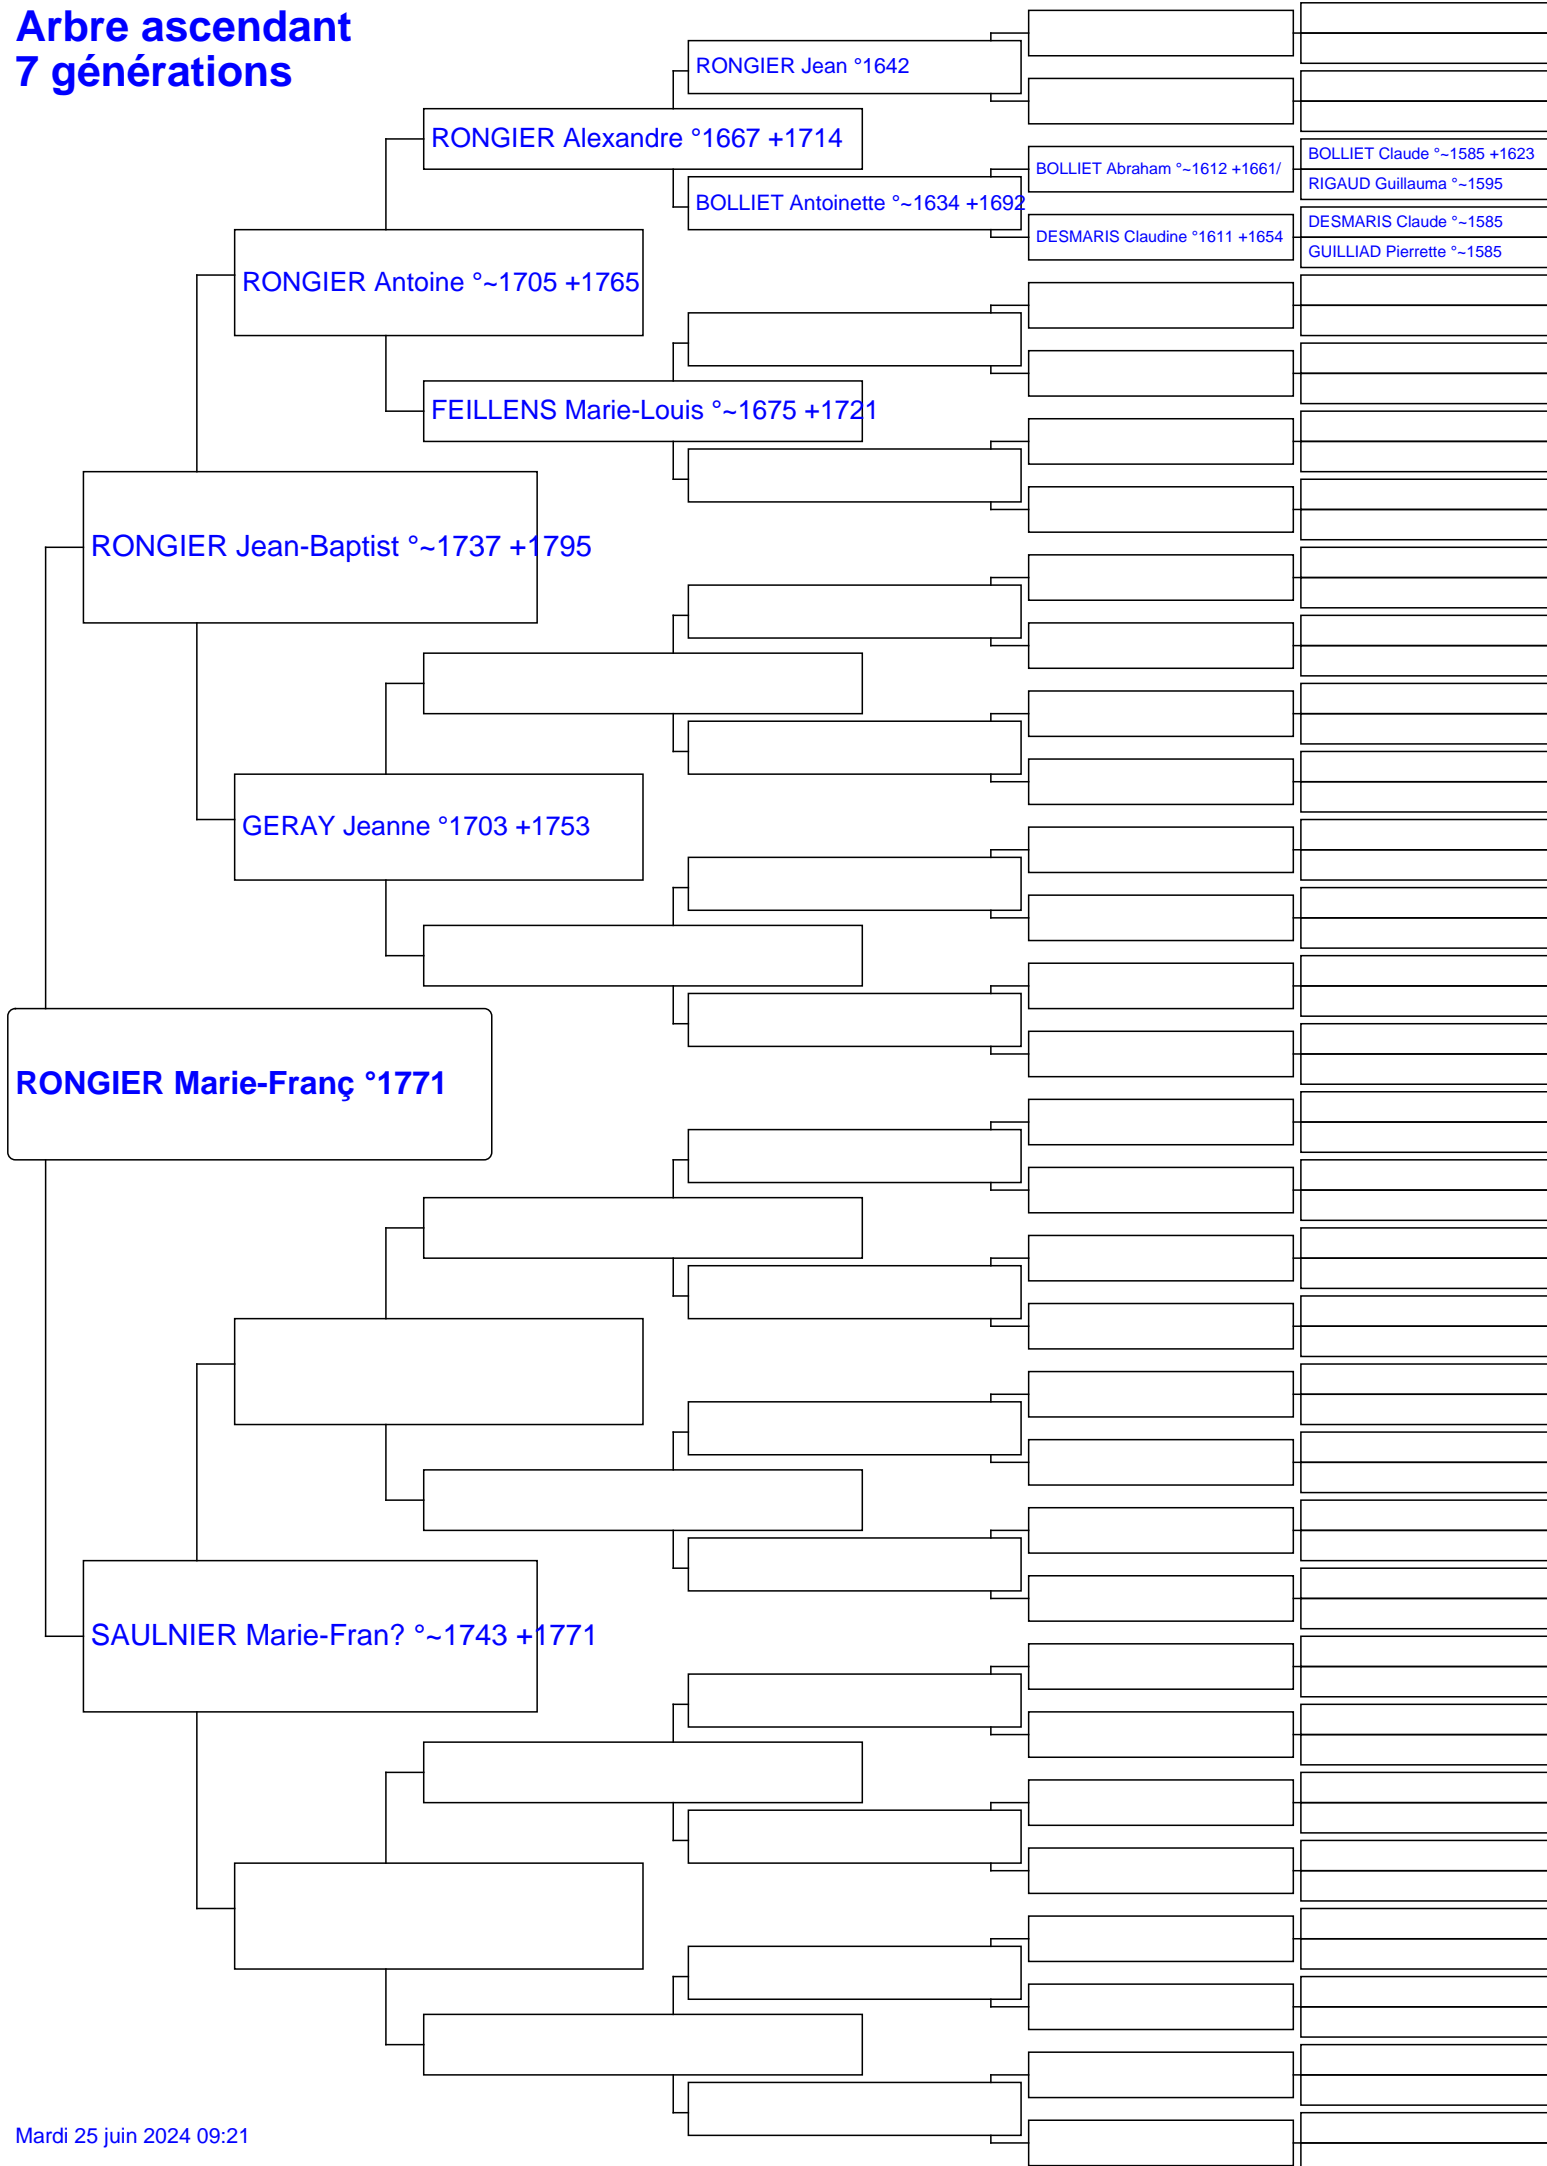 Arbre ascendant
7 générations
RONGIER Jean °1642
RONGIER Alexandre °1667 +1714
BOLLIET Claude °~1585 +1623
BOLLIET Abraham °~1612 +1661/
RIGAUD Guillauma °~1595
BOLLIET Antoinette °~1634 +1692
DESMARIS Claude °~1585
DESMARIS Claudine °1611 +1654
GUILLIAD Pierrette °~1585
RONGIER Antoine °~1705 +1765
FEILLENS Marie-Louis °~1675 +1721
RONGIER Jean-Baptist °~1737 +1795
GERAY Jeanne °1703 +1753
RONGIER Marie-Franç °1771
SAULNIER Marie-Fran? °~1743 +1771
Mardi 25 juin 2024 09:21